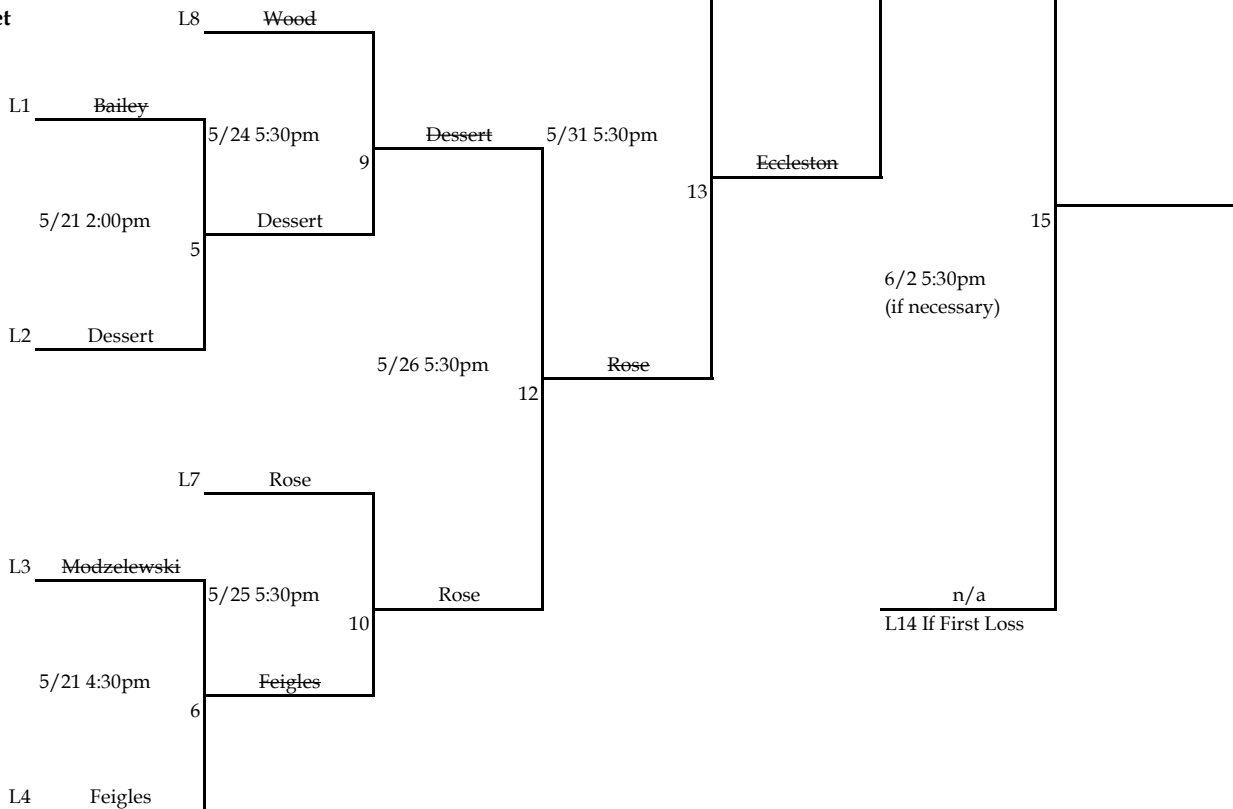 et
L8 Wood
L1 Bailey
5/24 5:30pm
Dessert
5/31 5:30pm
9
Eccleston
13
5/21 2:00pm
Dessert
15
5
6/2 5:30pm
(if necessary)
L2 Dessert
5/26 5:30pm
Rose
12
L7 Rose
L3 Modzelewski
5/25 5:30pm
Rose
n/a
10
L14 If First Loss
5/21 4:30pm
Feigles
6
L4 Feigles